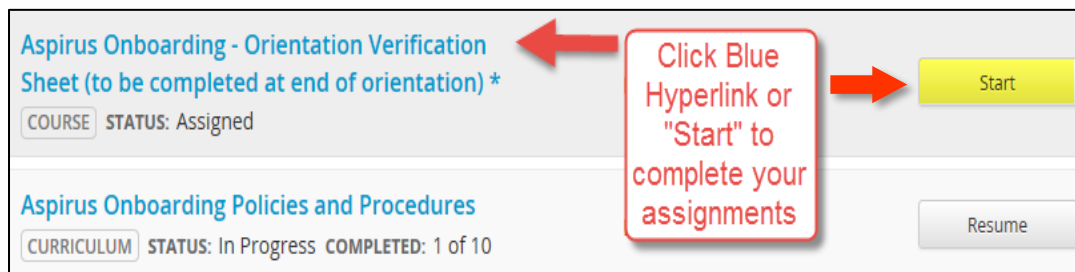 Aspirus Onboarding - Orientation Verification
Sheet (to be completed at end of orientation) *
COURSE STATUS: Assigned
Click Blue
Hyperlink or
"Start" to
complete your
assignments
Start
Aspirus Onboarding Policies and Procedures
CURRICULUM STATUS: In Progress COMPLETED: 1 of 10
Resume